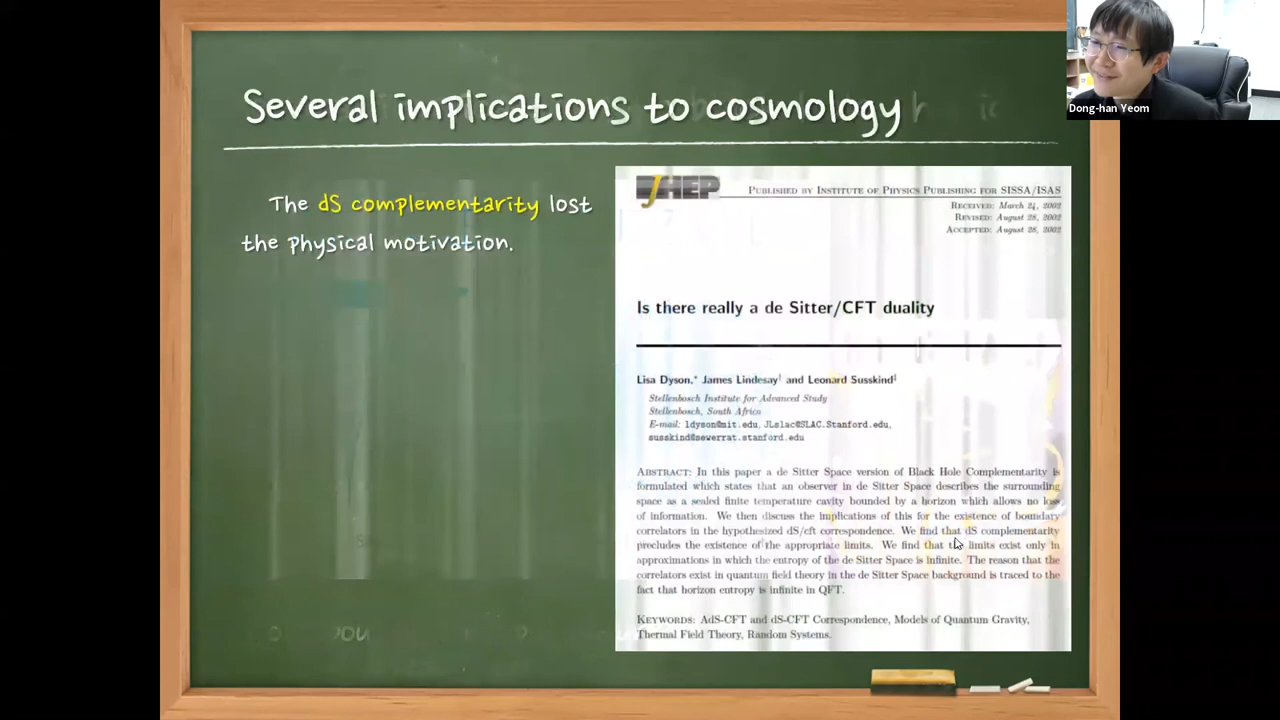 Several implications to cosmology
Dong-han Yeom
The dS complementarity lost
the physical motivation.
JHEP
Published by Institute of Physics Publishing for SISSA/ISAS
Received: March 24, 2002
Revised: August 28, 2002
Accepted: August 28, 2002
Is there really a de Sitter/CFT duality
Lisa Dyson,* James Lindesay† and Leonard Susskind‡
Stellenbosch Institute for Advanced Study
Stellenbosch, South Africa
E-mail: ldyson@mit.edu, JLslac@SLAC.Stanford.edu,
susskind@sewerrat.stanford.edu
Abstract: In this paper a de Sitter Space version of Black Hole Complementarity is
formulated which states that an observer in de Sitter Space describes the surrounding
space as a sealed finite temperature cavity bounded by a horizon which allows no loss
of information. We then discuss the implications of this for the existence of boundary
correlators in the hypothesized dS/cft correspondence. We find that dS complementarity
precludes the existence of the appropriate limits. We find that the limits exist only in
approximations in which the entropy of the de Sitter Space is infinite. The reason that the
correlators exist in quantum field theory in the de Sitter Space background is traced to the
fact that horizon entropy is infinite in QFT.
Keywords: AdS-CFT and dS-CFT Correspondence, Models of Quantum Gravity,
Thermal Field Theory, Random Systems.